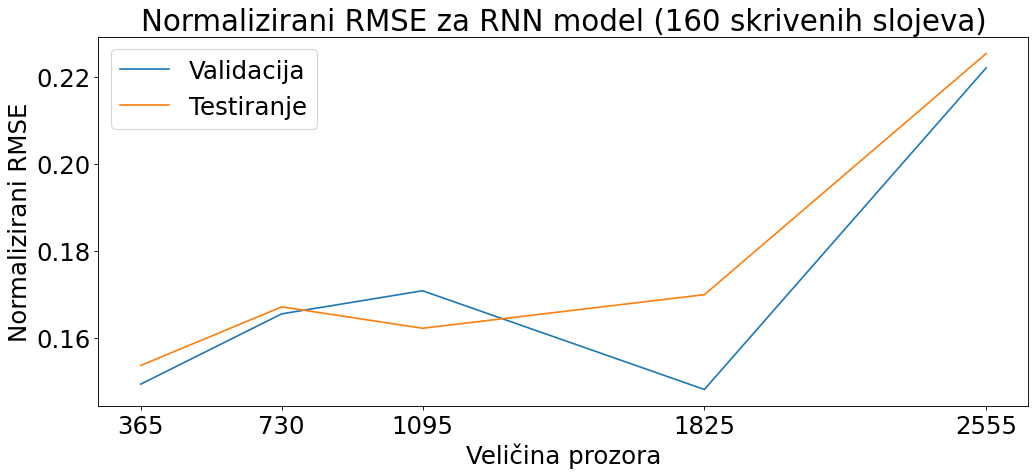 Normalizirani RMSE za RNN model (160 skrivenih slojeva)
Validacija
Testiranje
Normalizirani RMSE
0.22
0.20
0.18
0.16
365 730 1095 1825 2555
Veličina prozora